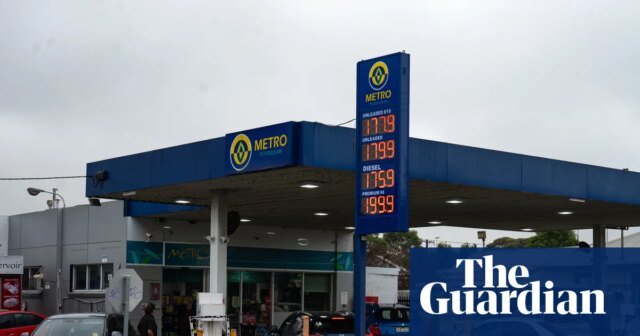 METRO
UNLEADED E10
177.9
UNLEADED
179.9
DIESEL
175.9
PREMIUM 98
199.9
METRO
PETROLEUM
METRO
The
Guardian